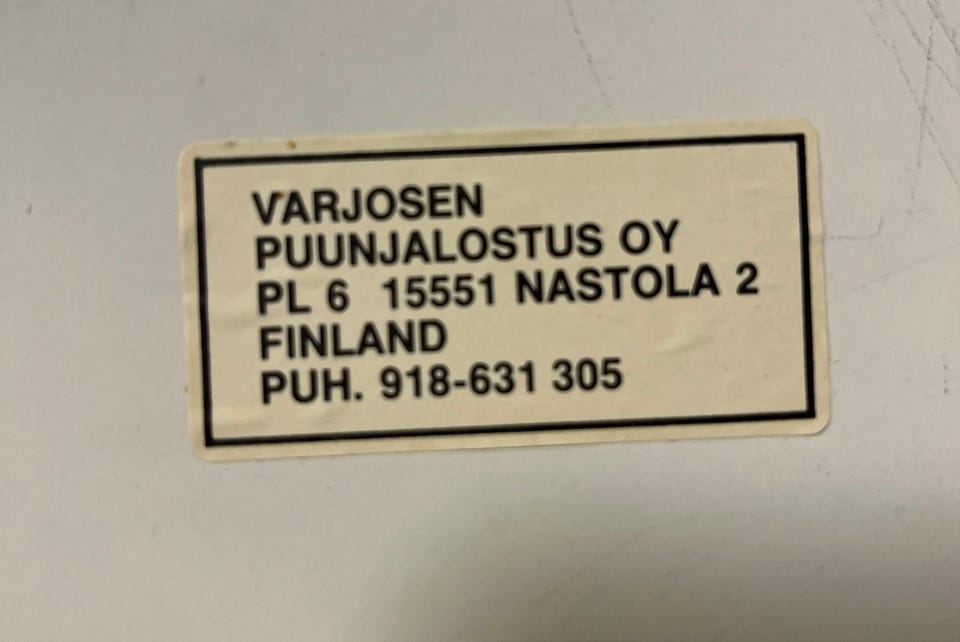 VARJOSEN
PUUNJALOSTUS OY
PL 6 15551 NASTOLA 2
FINLAND
PUH. 918-631 305